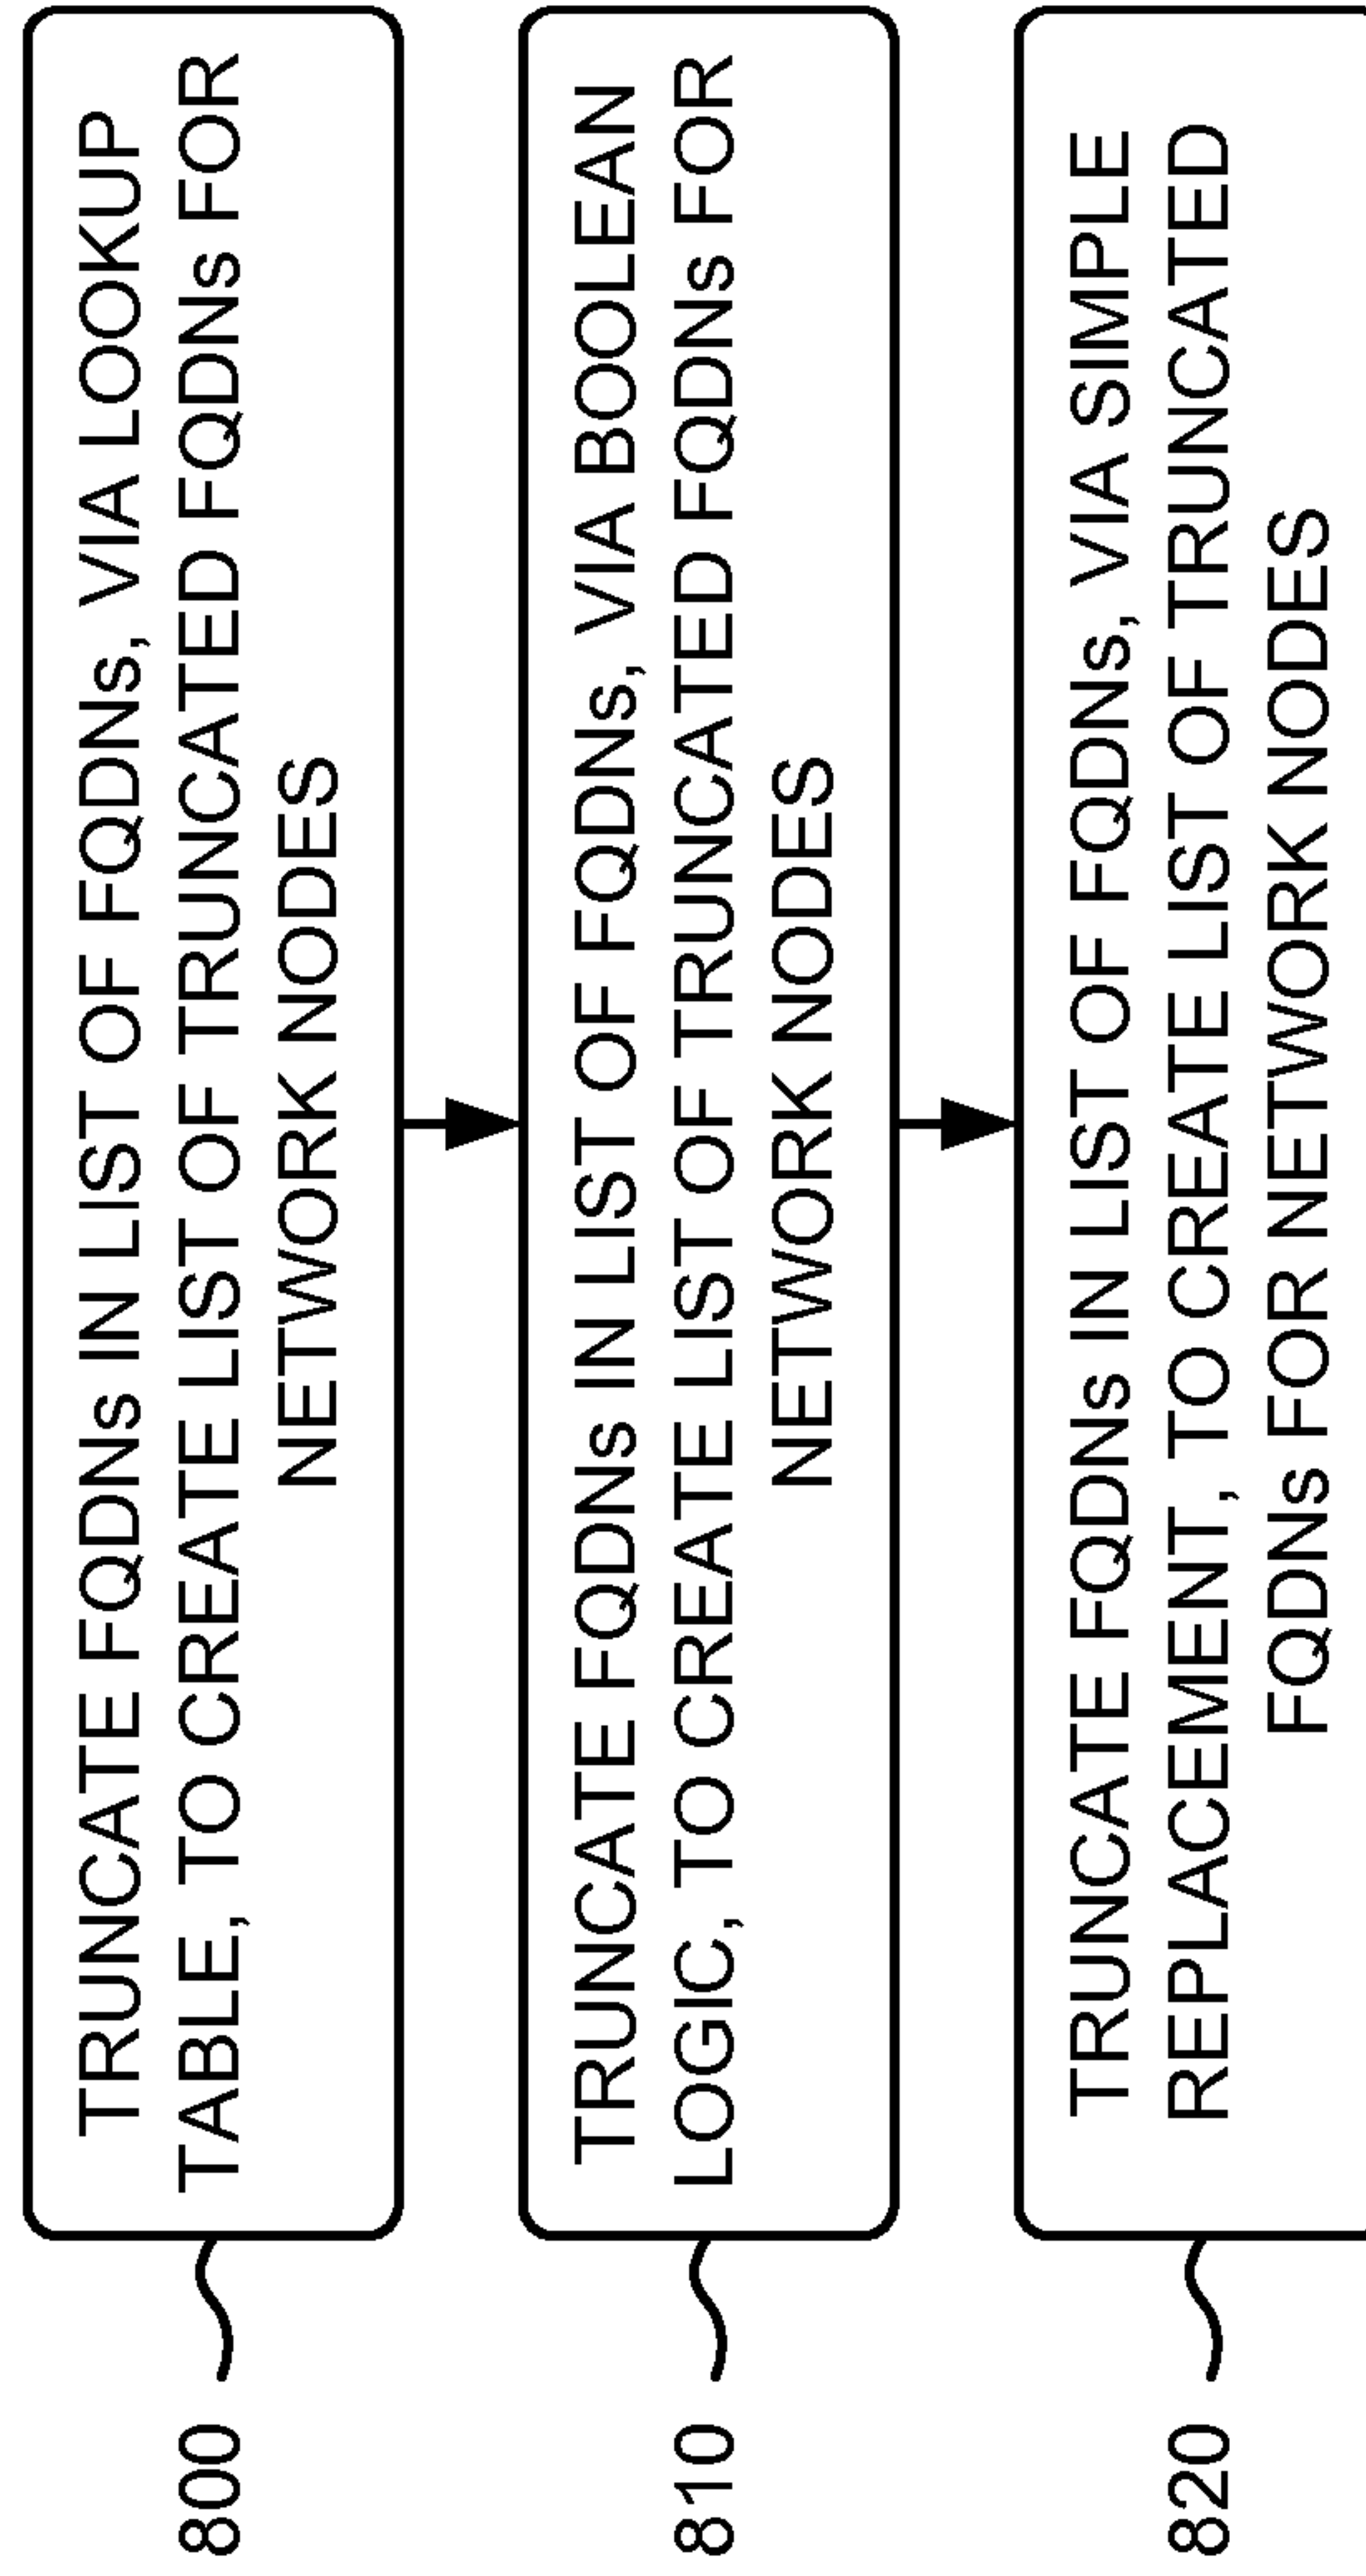 800
TRUNCATE FQDNs IN LIST OF FQDNs, VIA LOOKUP
TABLE, TO CREATE LIST OF TRUNCATED FQDNs FOR
NETWORK NODES
810
TRUNCATE FQDNs IN LIST OF FQDNs, VIA BOOLEAN
LOGIC, TO CREATE LIST OF TRUNCATED FQDNs FOR
NETWORK NODES
820
TRUNCATE FQDNs IN LIST OF FQDNs, VIA SIMPLE
REPLACEMENT, TO CREATE LIST OF TRUNCATED
FQDNs FOR NETWORK NODES